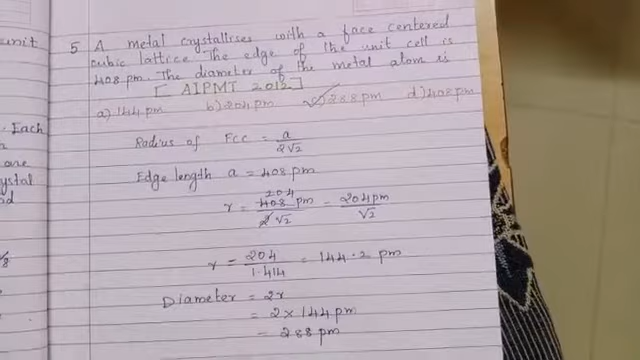 unit
5 A metal crystallises with a face centered
cubic lattice The edge of the unit cell is
408 pm. The diameter of the metal atom is
[ AIPMT 2012 ]
a) 144 pm b) 204 pm c) 288 pm d) 408 pm
. Each
are
ystal
Radius of FCC = a / 2√2
Edge length a = 408 pm
r = 204 408 pm / 2√2 = 204 pm / √2
r = 204 / 1.414 = 144.2 pm
Diameter = 2r
= 2 × 144 pm
= 288 pm